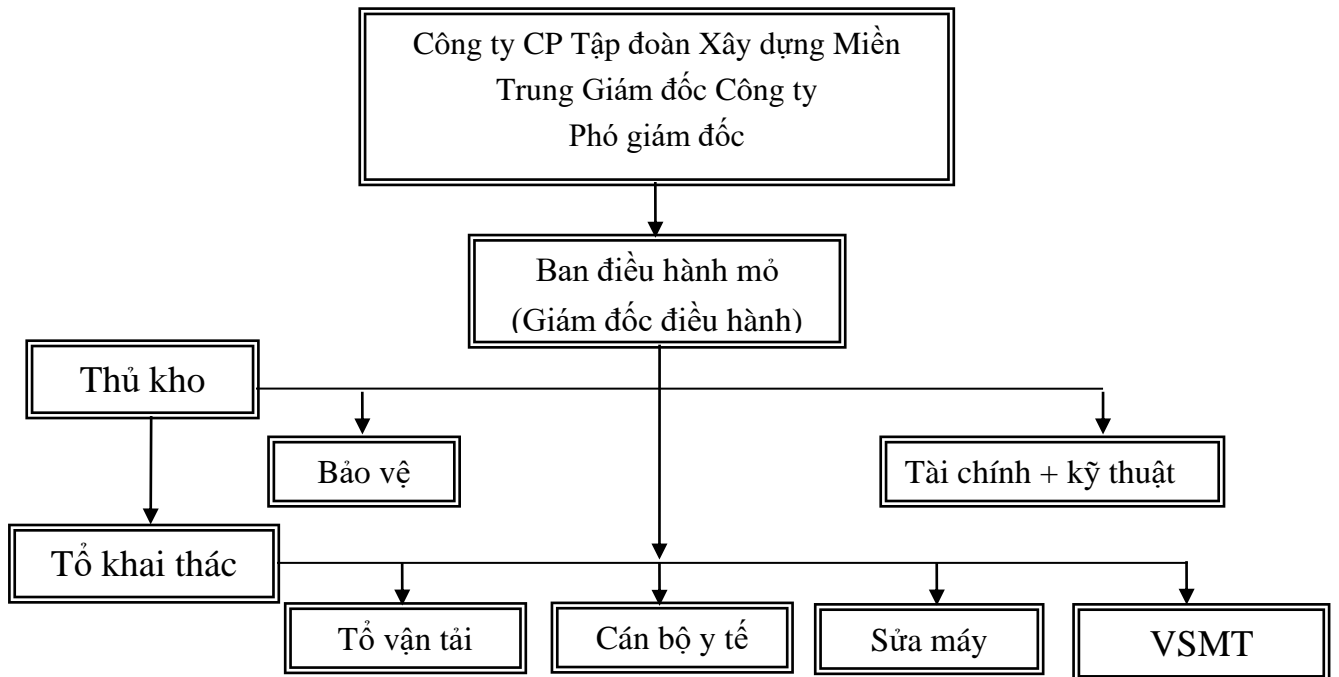 Công ty CP Tập đoàn Xây dựng Miền
Trung Giám đốc Công ty
Phó giám đốc
Ban điều hành mỏ
(Giám đốc điều hành)
Thủ kho
Bảo vệ
Tài chính + kỹ thuật
Tổ khai thác
Tổ vận tải
Cán bộ y tế
Sửa máy
VSMT